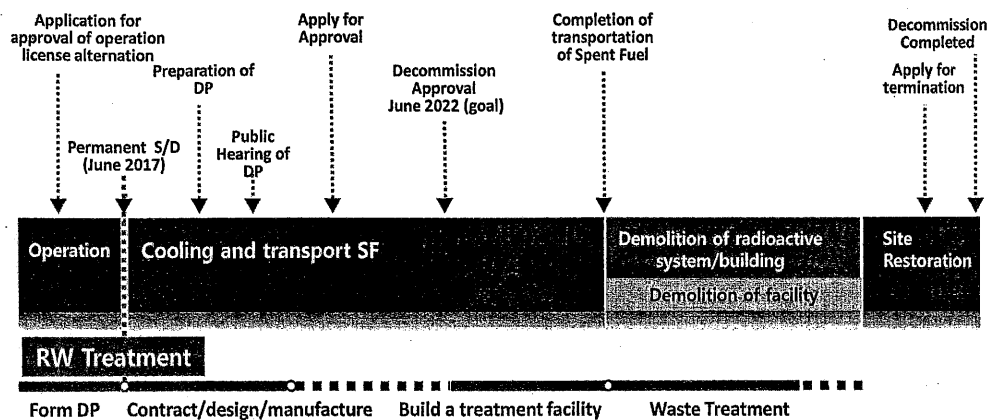 Application for
approval of operation
license alternation
Permanent S/D
(June 2017)
Preparation of
DP
Public
Hearing of
DP
Apply for
Approval
Decommission
Approval
June 2022 (goal)
Completion of
transportation
of Spent Fuel
Decommission
Completed
Apply for
termination
Operation
Cooling and transport SF
Demolition of radioactive
system/building
Demolition of facility
Site
Restoration
RW Treatment
Form DP
Contract/design/manufacture
Build a treatment facility
Waste Treatment